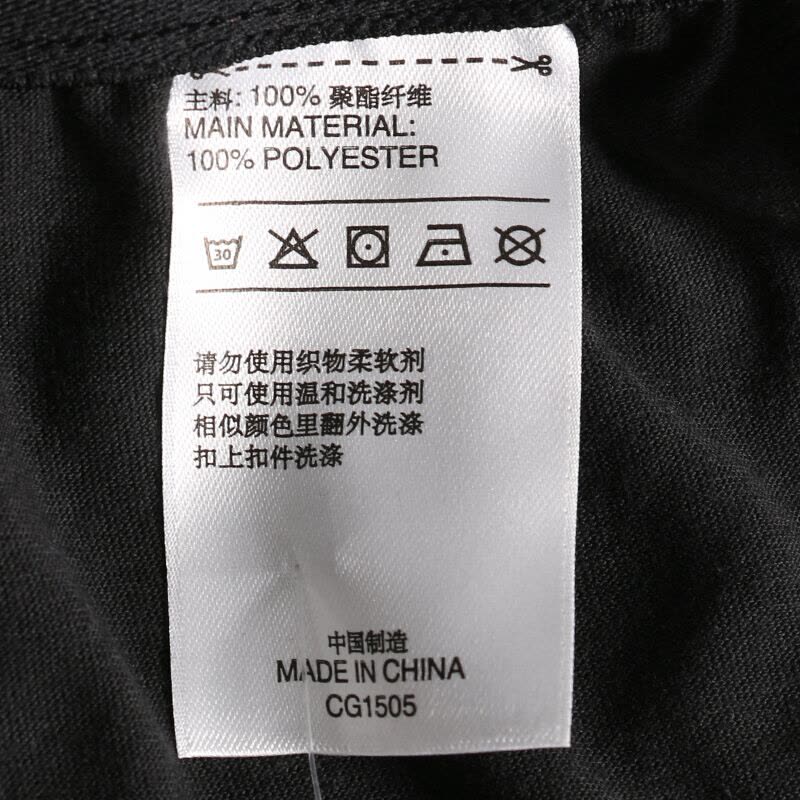 主料: 100% 聚酯纤维
MAIN MATERIAL:
100% POLYESTER
30
请勿使用织物柔软剂
只可使用温和洗涤剂
相似颜色里翻外洗涤
扣上扣件洗涤
中国制造
MADE IN CHINA
CG1505